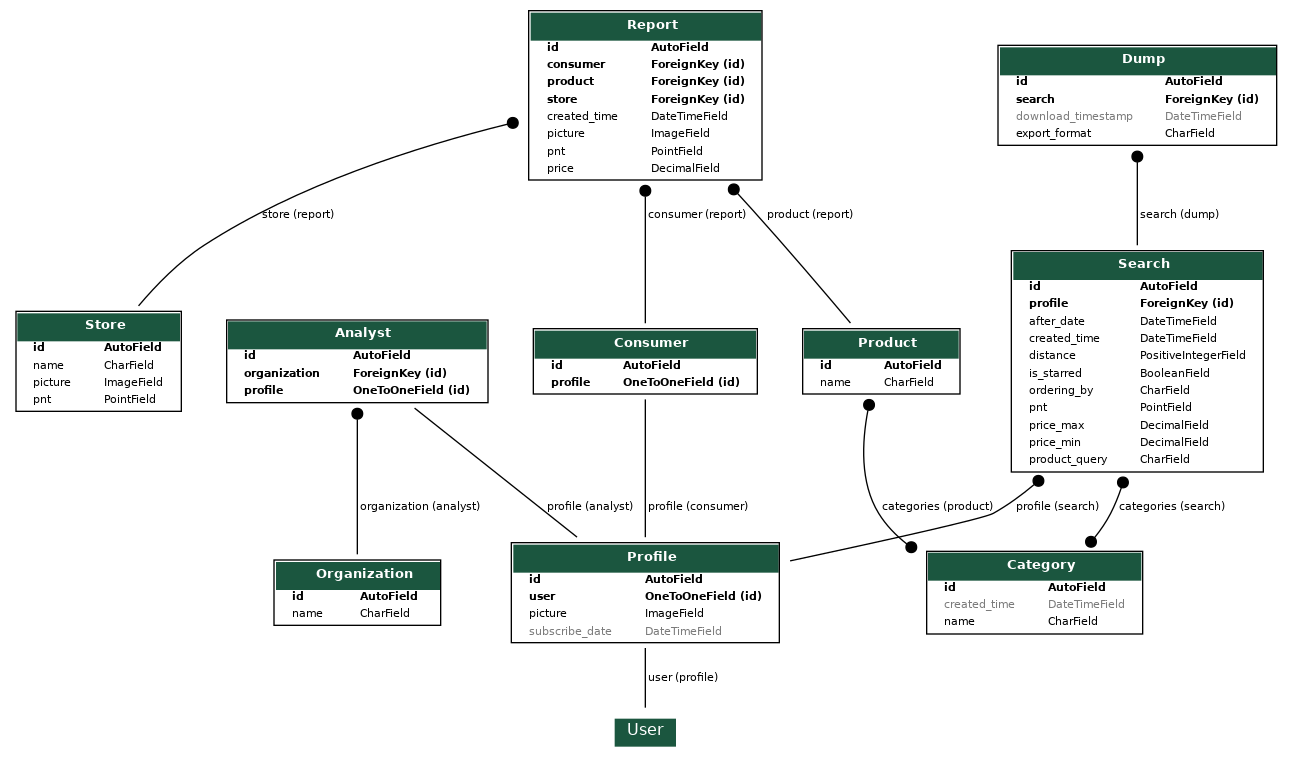 Report
id AutoField
consumer ForeignKey (id)
product ForeignKey (id)
store ForeignKey (id)
created_time DateTimeField
picture ImageField
pnt PointField
price DecimalField
Dump
id AutoField
search ForeignKey (id)
download_timestamp DateTimeField
export_format CharField
store (report)
consumer (report)
product (report)
search (dump)
Store
id AutoField
name CharField
picture ImageField
pnt PointField
Analyst
id AutoField
organization ForeignKey (id)
profile OneToOneField (id)
Consumer
id AutoField
profile OneToOneField (id)
Product
id AutoField
name CharField
Search
id AutoField
profile ForeignKey (id)
after_date DateTimeField
created_time DateTimeField
distance PositiveIntegerField
is_starred BooleanField
ordering_by CharField
pnt PointField
price_max DecimalField
price_min DecimalField
product_query CharField
organization (analyst)
profile (analyst)
profile (consumer)
categories (product)
profile (search)
categories (search)
Organization
id AutoField
name CharField
Profile
id AutoField
user OneToOneField (id)
picture ImageField
subscribe_date DateTimeField
Category
id AutoField
created_time DateTimeField
name CharField
user (profile)
User